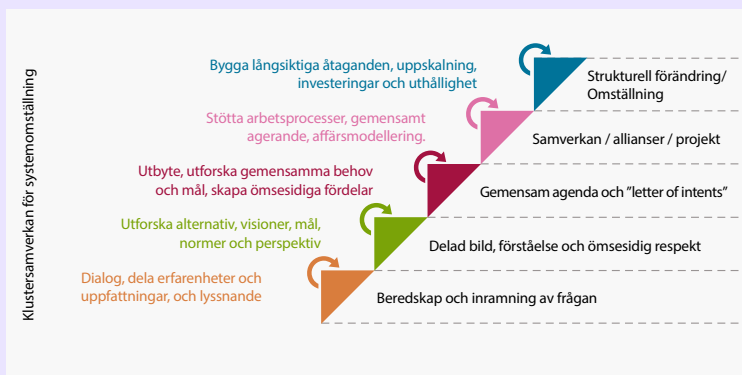 Klustersamverkan för systemomställning
Bygga långsiktiga åtaganden, uppskalning,
investeringar och uthållighet
Strukturell förändring/
Omställning
Stötta arbetsprocesser, gemensamt
agerande, affärsmodellering.
Samverkan / allianser / projekt
Utbyte, utforska gemensamma behov
och mål, skapa ömsesidiga fördelar
Gemensam agenda och ”letter of intents”
Utforska alternativ, visioner, mål,
normer och perspektiv
Delad bild, förståelse och ömsesidig respekt
Dialog, dela erfarenheter och
uppfattningar, och lyssnande
Beredskap och inramning av frågan